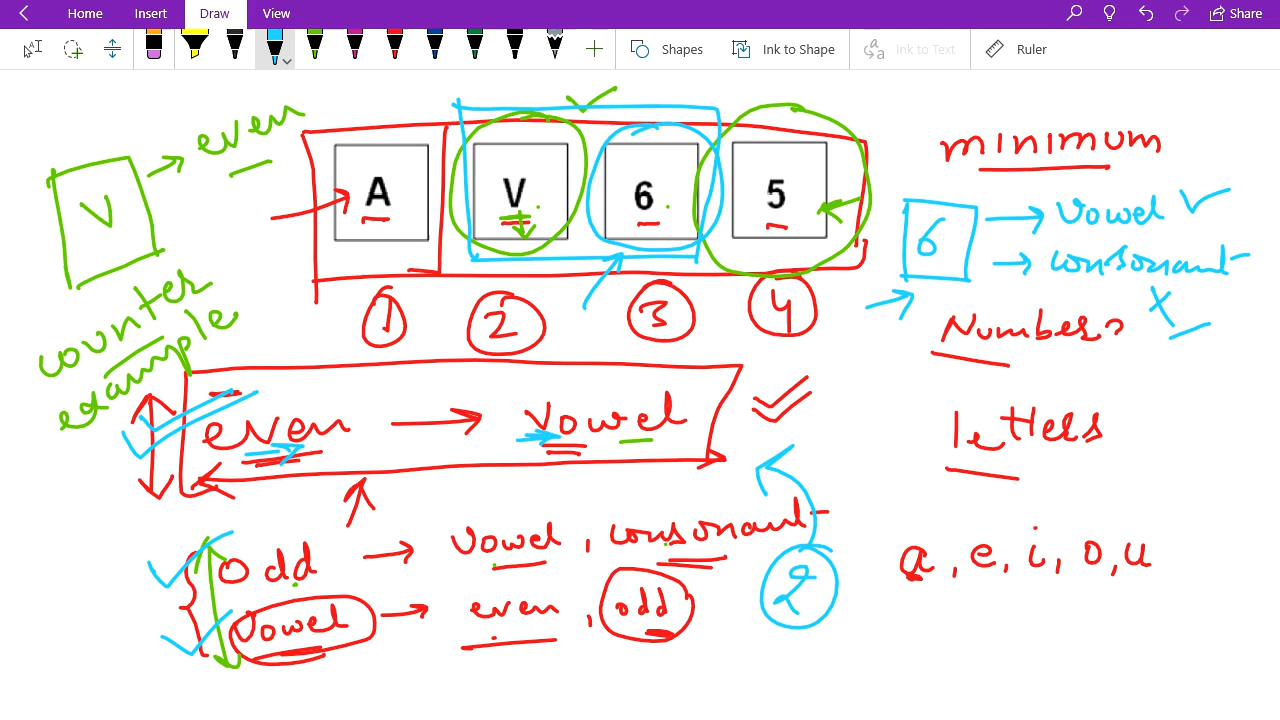 Home Insert Draw View Share
Shapes Ink to Shape Ink to Text Ruler
even
minimum
V
A V 6 5
6
vowel
consonant
X
1 2 3 4
Numbers
counter
example
even → vowel
letters
odd → vowel, consonant
vowel → even, odd
2
a, e, i, o, u